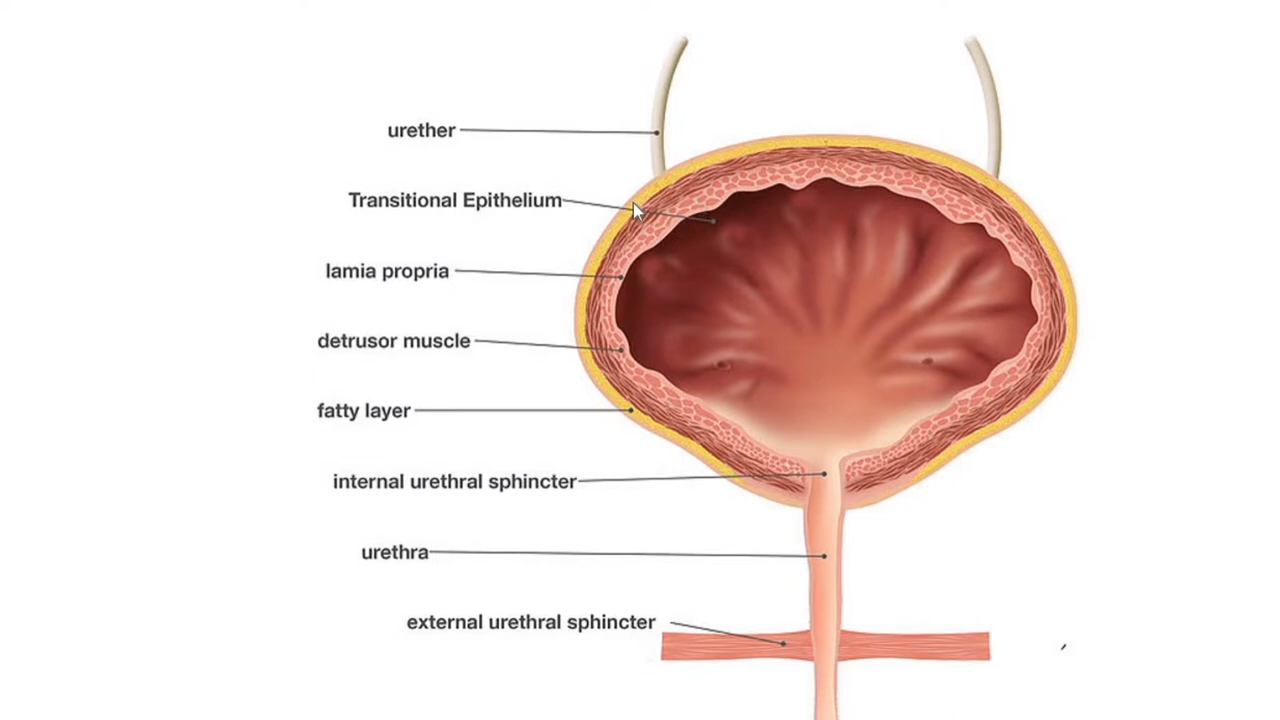 urether
Transitional Epithelium
lamia propria
detrusor muscle
fatty layer
internal urethral sphincter
urethra
external urethral sphincter